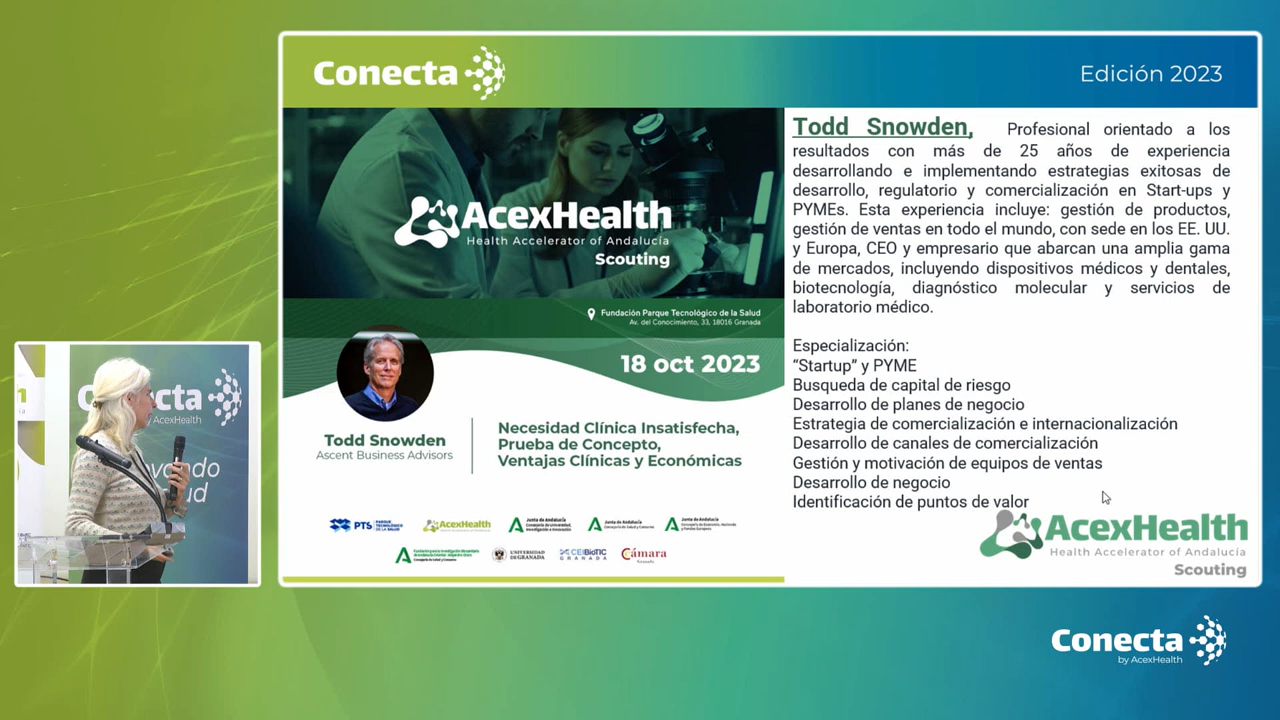 Conecta
Edición 2023
AcexHealth
Health Accelerator of Andalucía
Scouting
Fundación Parque Tecnológico de la Salud
Av. del Conocimiento, 33, 18016 Granada
18 oct 2023
Todd Snowden
Ascent Business Advisors
Necesidad Clínica Insatisfecha,
Prueba de Concepto,
Ventajas Clínicas y Económicas
PTS PARQUE TECNOLÓGICO DE LA SALUD
AcexHealth
Junta de Andalucía
Junta de Andalucía
Junta de Andalucía
UNIVERSIDAD DE GRANADA
CEI BioTIC GRANADA
Cámara
Granada
Todd Snowden, Profesional orientado a los
resultados con más de 25 años de experiencia
desarrollando e implementando estrategias exitosas de
desarrollo, regulatorio y comercialización en Start-ups y
PYMEs. Esta experiencia incluye: gestión de productos,
gestión de ventas en todo el mundo, con sede en los EE. UU.
y Europa, CEO y empresario que abarcan una amplia gama
de mercados, incluyendo dispositivos médicos y dentales,
biotecnología, diagnóstico molecular y servicios de
laboratorio médico.
Especialización:
“Startup” y PYME
Busqueda de capital de riesgo
Desarrollo de planes de negocio
Estrategia de comercialización e internacionalización
Desarrollo de canales de comercialización
Gestión y motivación de equipos de ventas
Desarrollo de negocio
Identificación de puntos de valor
AcexHealth
Health Accelerator of Andalucía
Scouting
Conecta
by AcexHealth
Conecta
by AcexHealth